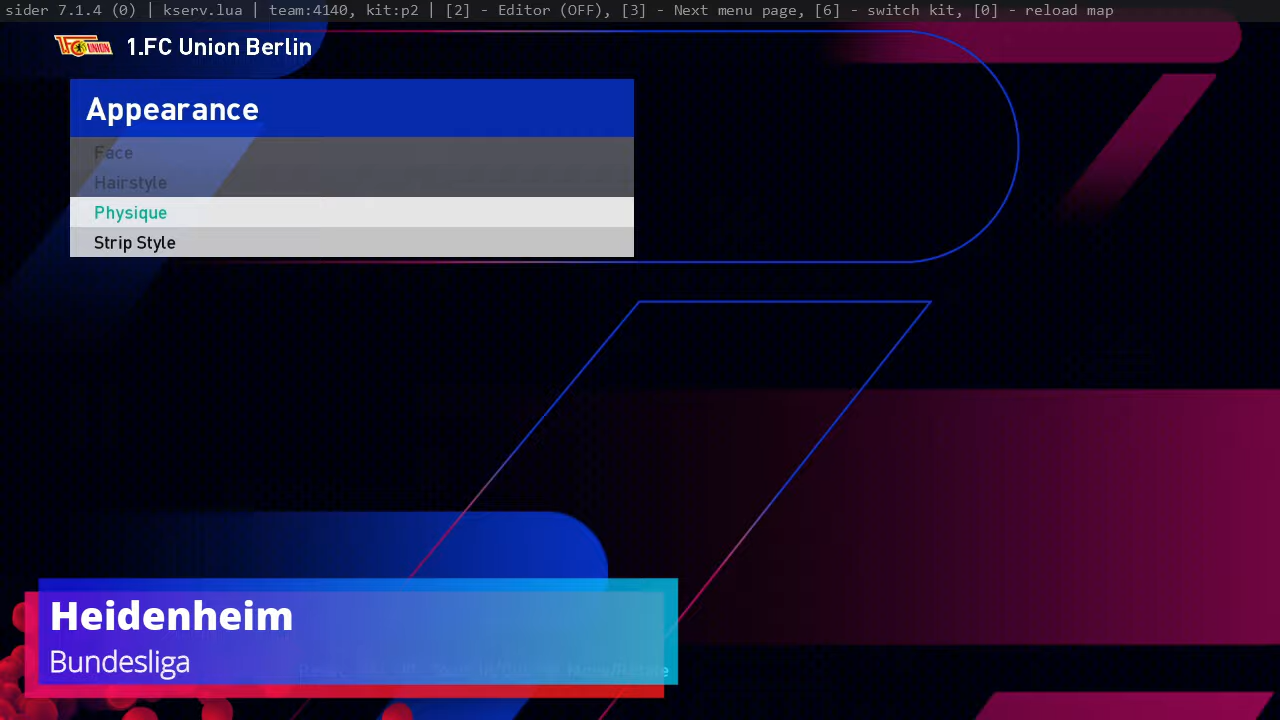 sider 7.1.4 (0) | kserv.lua | team:4140, kit:p2 | [2] - Editor (OFF), [3] - Next menu page, [6] - switch kit, [0] - reload map
1.FC Union Berlin
Appearance
Face
Hairstyle
Physique
Strip Style
Heidenheim
Bundesliga